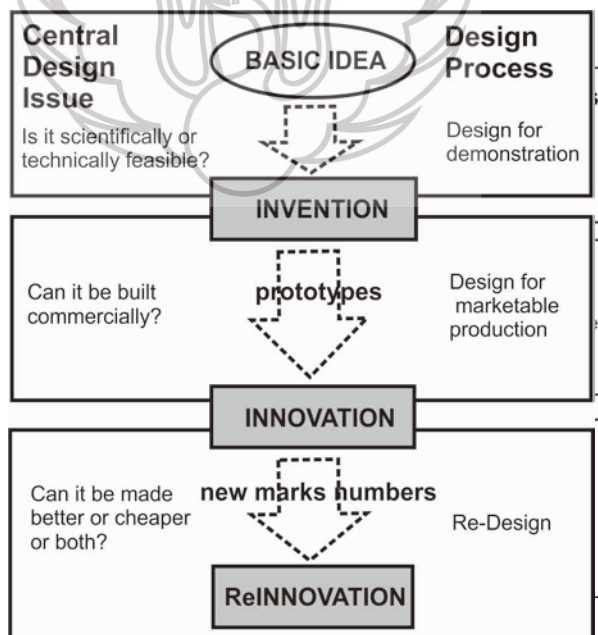 Central
Design
Issue
BASIC IDEA
Design
Process
Is it scientifically or
technically feasible?
Design for
demonstration
INVENTION
Can it be built
commercially?
prototypes
Design for
marketable
production
INNOVATION
Can it be made
better or cheaper
or both?
new marks numbers
Re-Design
ReINNOVATION